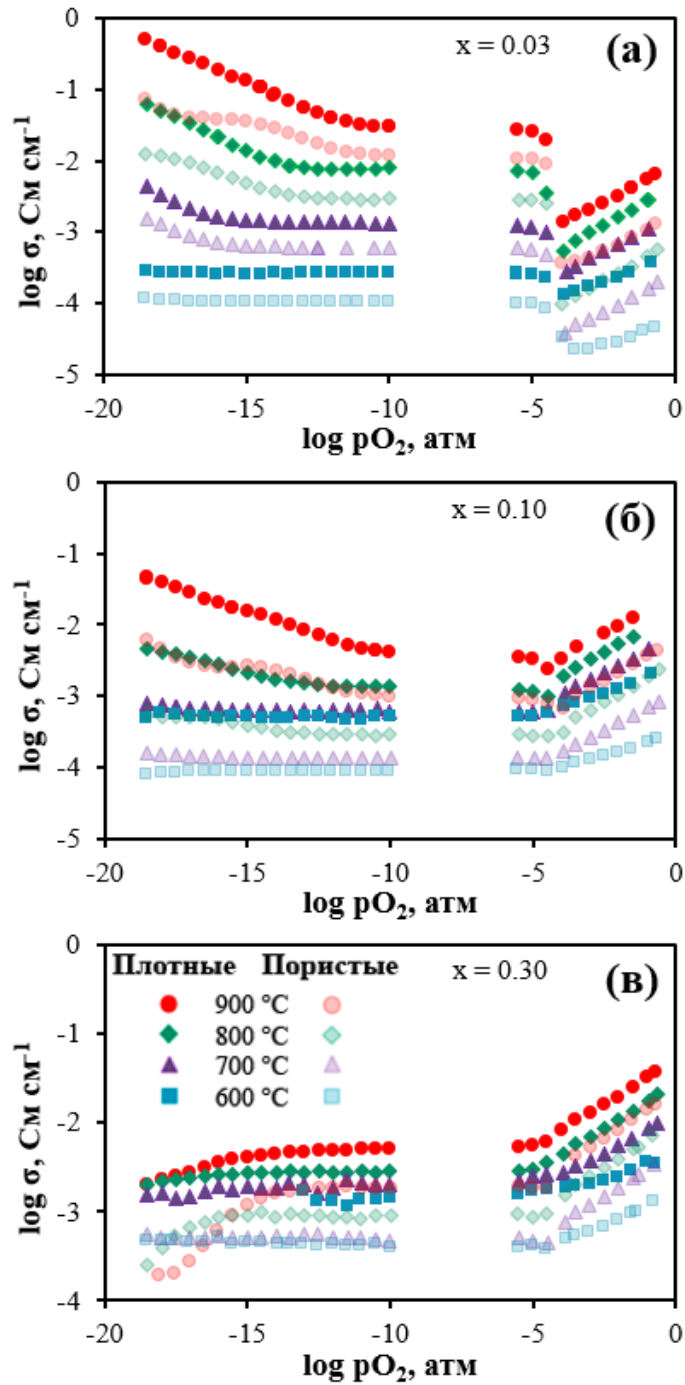 0
x = 0.03
(а)
-1
-2
-3
-4
-5
log σ, См см⁻¹
-20
-15
-10
-5
0
log pO₂, атм
0
x = 0.10
(б)
-1
-2
-3
-4
-5
log σ, См см⁻¹
-20
-15
-10
-5
0
log pO₂, атм
0
Плотные Пористые
x = 0.30
(в)
900 °C
800 °C
700 °C
600 °C
-1
-2
-3
-4
log σ, См см⁻¹
-20
-15
-10
-5
0
log pO₂, атм